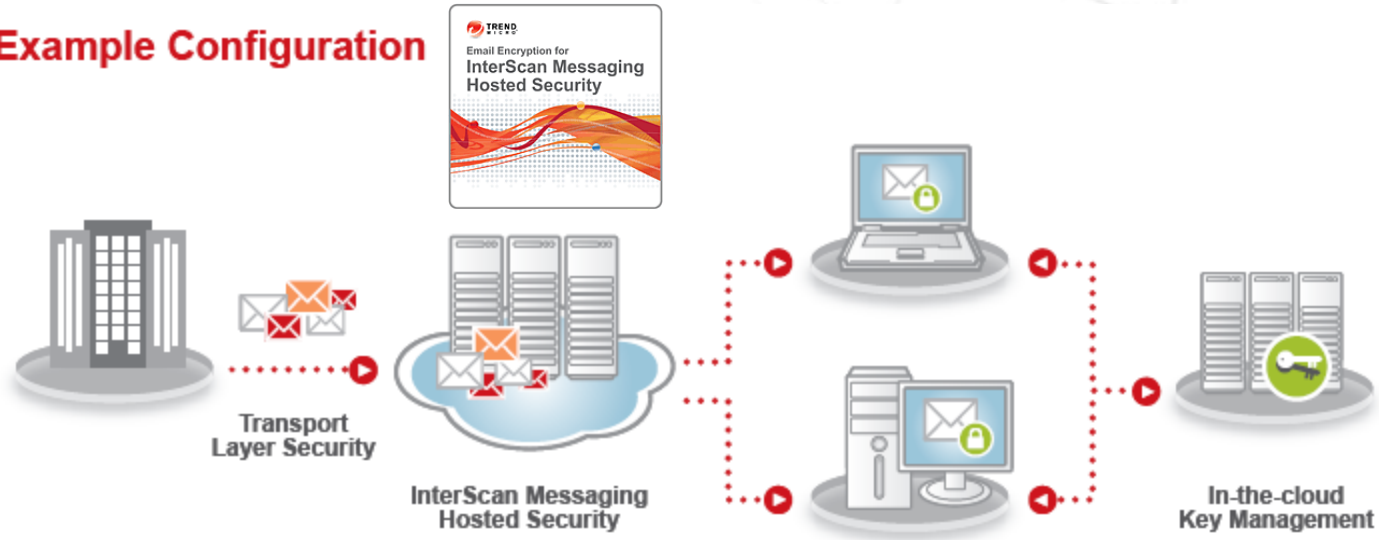 Example Configuration
TREND
MICRO
Email Encryption for
InterScan Messaging
Hosted Security
Transport
Layer Security
InterScan Messaging
Hosted Security
In-the-cloud
Key Management